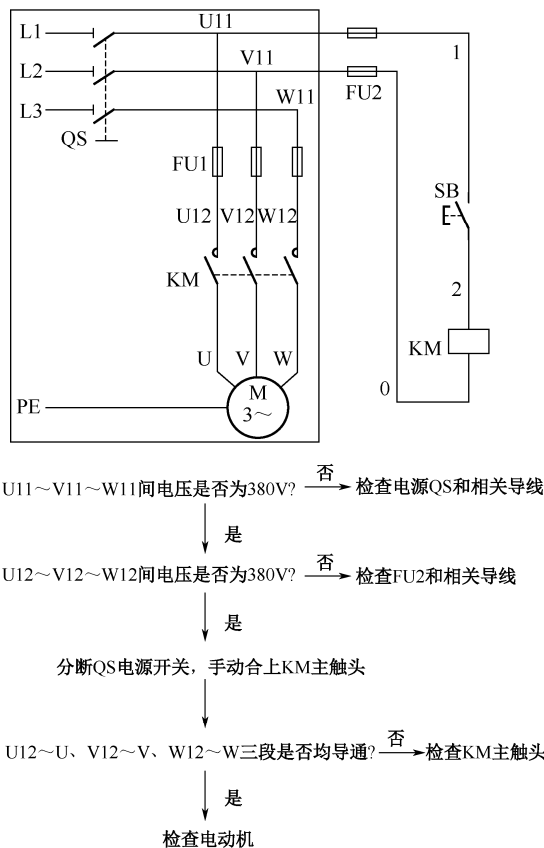 U11
L1
1
L2
V11
FU2
L3
W11
QS
FU1
SB
U12 V12 W12
KM
2
KM
U V W
0
M
3～
PE
U11～V11～W11间电压是否为380V? 否 检查电源QS和相关导线
是
U12～V12～W12间电压是否为380V? 否 检查FU2和相关导线
是
分断QS电源开关，手动合上KM主触头
U12～U、V12～V、W12～W三段是否均导通? 否 检查KM主触头
是
检查电动机